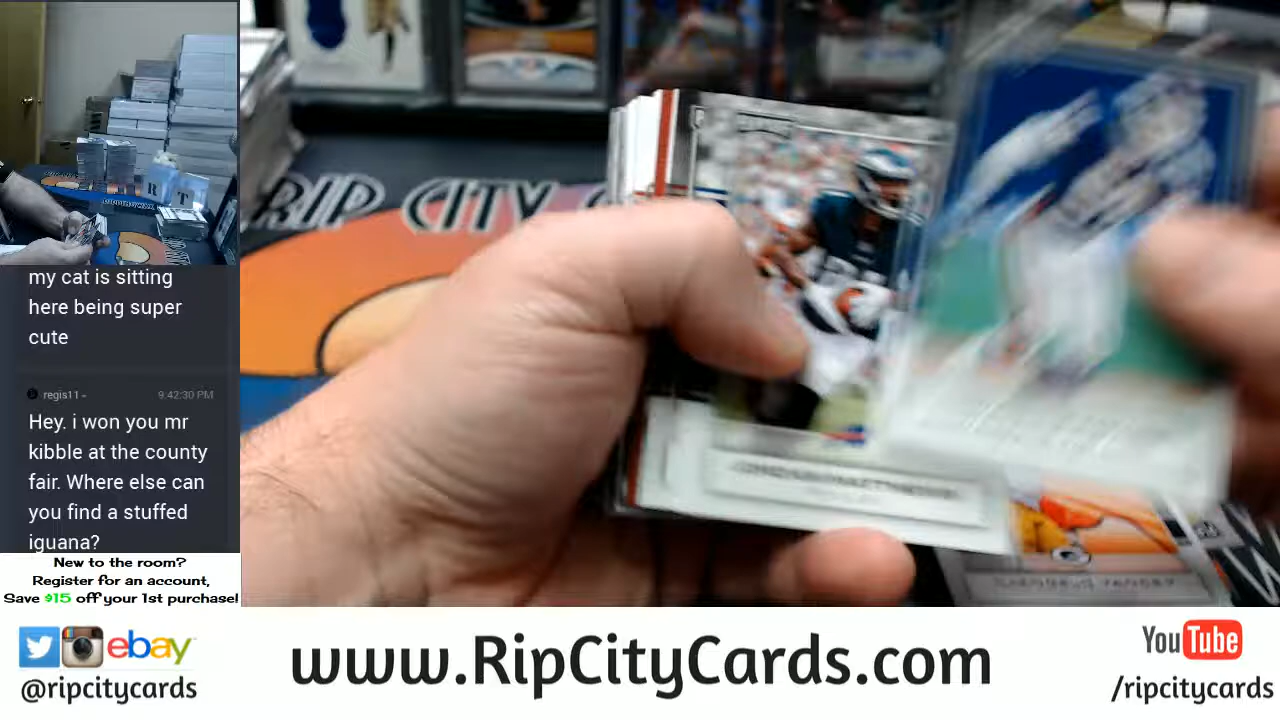 RIP CITY
R T
my cat is sitting
here being super
cute
regis11-
9:42:30 PM
Hey. i won you mr
kibble at the county
fair. Where else can
you find a stuffed
iguana?
New to the room?
Register for an account,
Save $15 off your 1st purchase!
JORDAN MATTHEWS
ebay
@ripcitycards
www.RipCityCards.com
YouTube
/ripcitycards